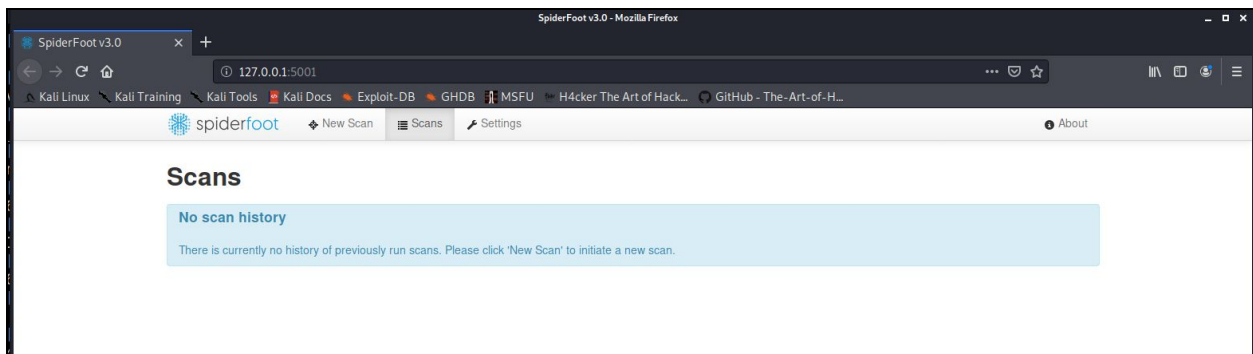 SpiderFoot v3.0 - Mozilla Firefox
SpiderFoot v3.0
127.0.0.1:5001
Kali Linux Kali Training Kali Tools Kali Docs Exploit-DB GHDB MSFU H4cker The Art of Hack... GitHub - The-Art-of-H...
spiderfoot New Scan Scans Settings About
Scans
No scan history
There is currently no history of previously run scans. Please click 'New Scan' to initiate a new scan.